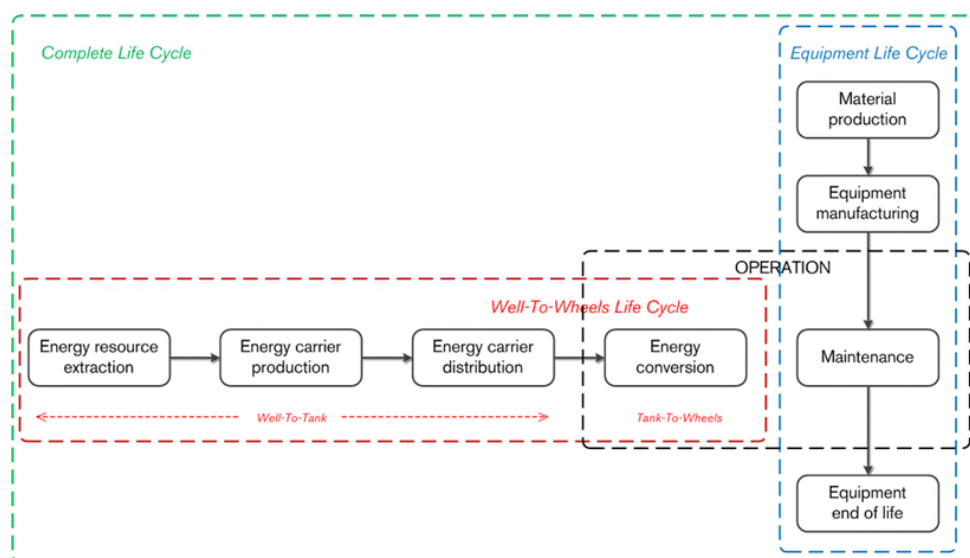 Complete Life Cycle
Equipment Life Cycle
Material
production
Equipment
manufacturing
OPERATION
Well-To-Wheels Life Cycle
Energy resource
extraction
Energy carrier
production
Energy carrier
distribution
Energy
conversion
Maintenance
Well-To-Tank
Tank-To-Wheels
Equipment
end of life